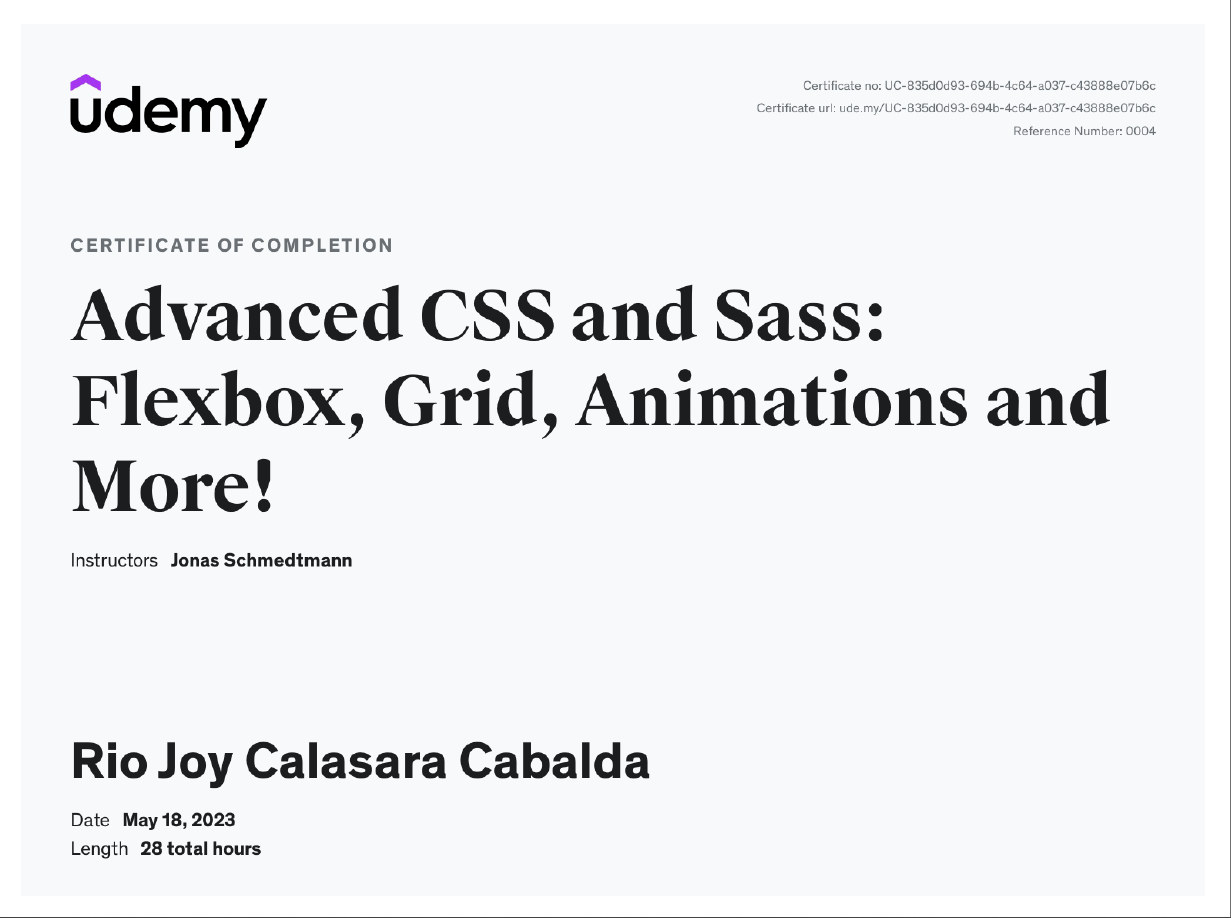 udemy
Certificate no: UC-835d0d93-694b-4c64-a037-c43888e07b6c
Certificate url: ude.my/UC-835d0d93-694b-4c64-a037-c43888e07b6c
Reference Number: 0004
CERTIFICATE OF COMPLETION
Advanced CSS and Sass:
Flexbox, Grid, Animations and
More!
Instructors Jonas Schmedtmann
Rio Joy Calasara Cabalda
Date May 18, 2023
Length 28 total hours